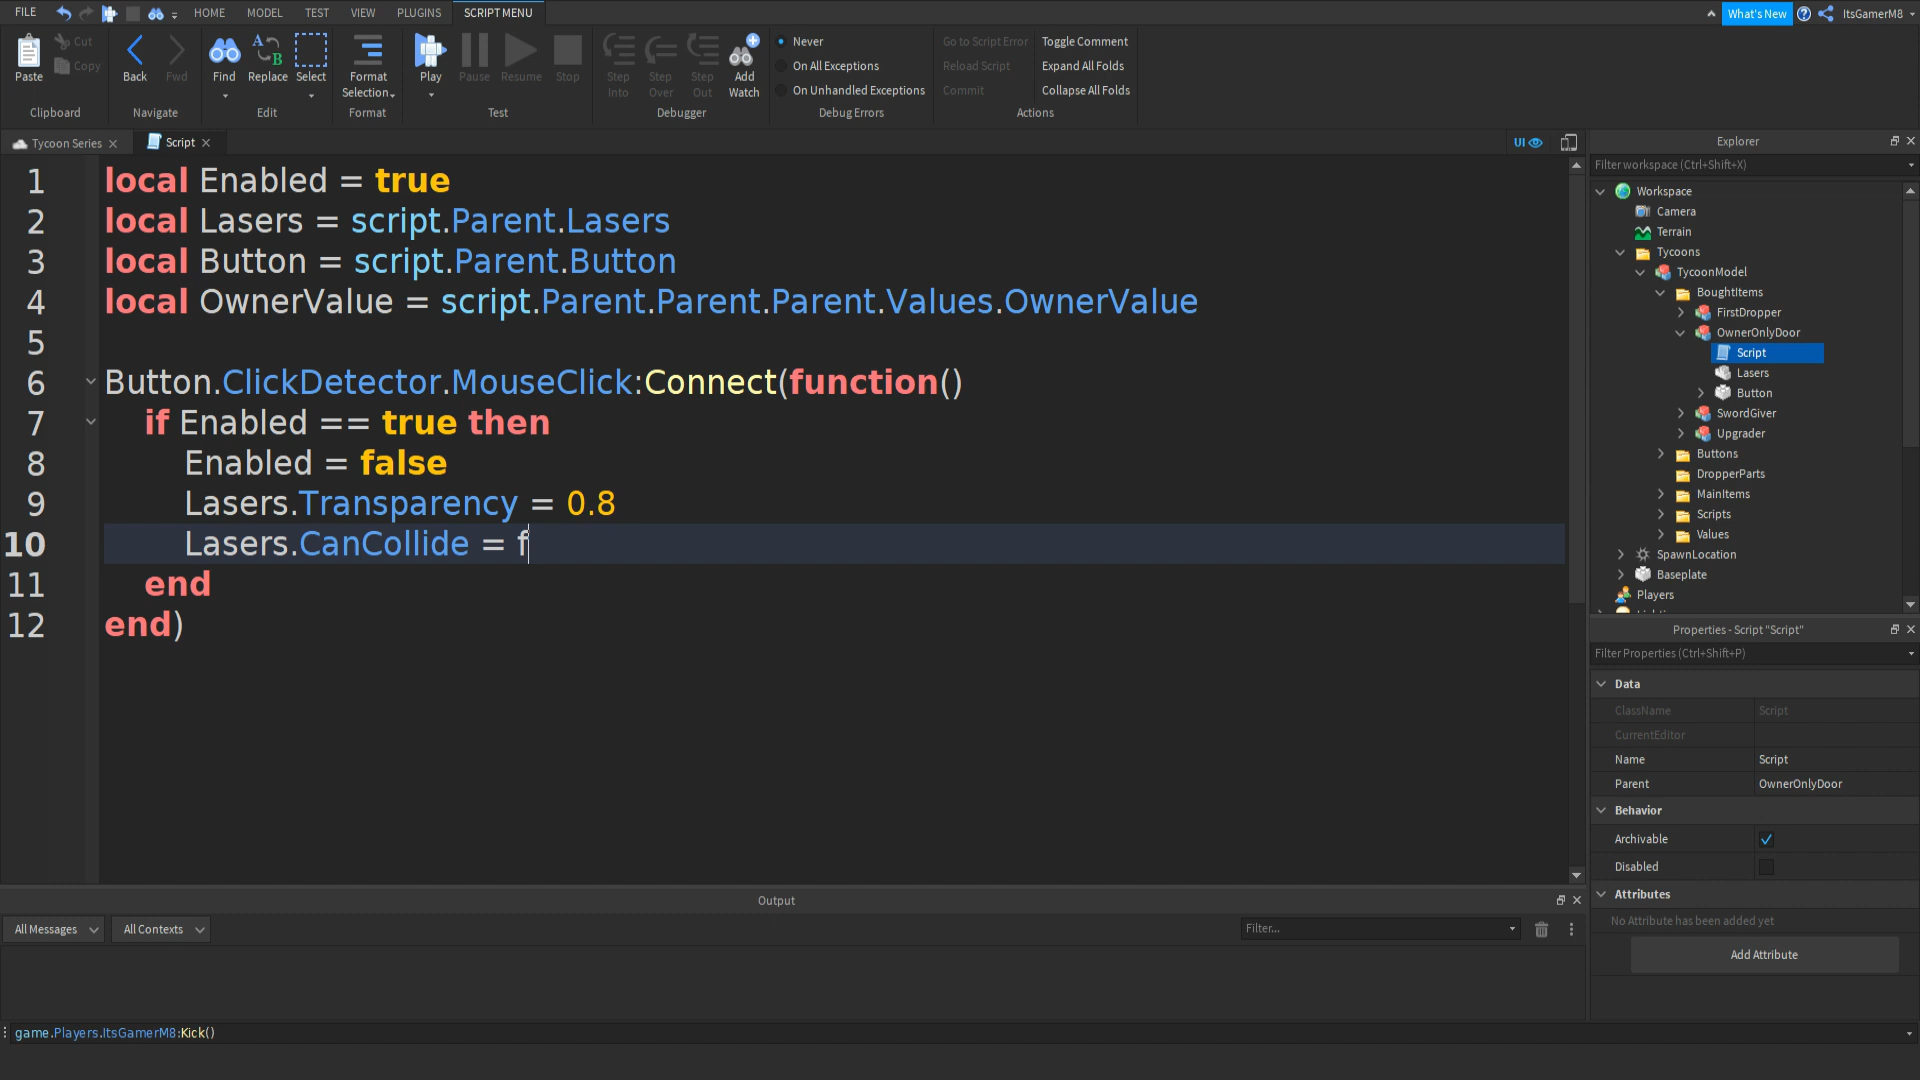 FILE HOME MODEL TEST VIEW PLUGINS SCRIPT MENU What's New ItsGamerM8
Paste Cut Copy Back Fwd Find Replace Select Format Selection Play Pause Resume Stop Step Into Step Over Step Out Add Watch
Never
On All Exceptions
On Unhandled Exceptions
Go to Script Error
Reload Script
Commit
Toggle Comment
Expand All Folds
Collapse All Folds
Clipboard Navigate Edit Format Test Debugger Debug Errors Actions
Tycoon Series Script UI
1 local Enabled = true
2 local Lasers = script.Parent.Lasers
3 local Button = script.Parent.Button
4 local OwnerValue = script.Parent.Parent.Parent.Values.OwnerValue
5
6 Button.ClickDetector.MouseClick:Connect(function()
7 if Enabled == true then
8 Enabled = false
9 Lasers.Transparency = 0.8
10 Lasers.CanCollide = f
11 end
12 end)
Explorer
Filter workspace (Ctrl+Shift+X)
Workspace
Camera
Terrain
Tycoons
TycoonModel
BoughtItems
FirstDropper
OwnerOnlyDoor
Script
Lasers
Button
SwordGiver
Upgrader
Buttons
DropperParts
MainItems
Scripts
Values
SpawnLocation
Baseplate
Players
Properties - Script "Script"
Filter Properties (Ctrl+Shift+P)
Data
ClassName Script
CurrentEditor
Name Script
Parent OwnerOnlyDoor
Behavior
Archivable
Disabled
Attributes
No Attribute has been added yet
Add Attribute
Output
All Messages All Contexts Filter...
game.Players.ItsGamerM8:Kick()